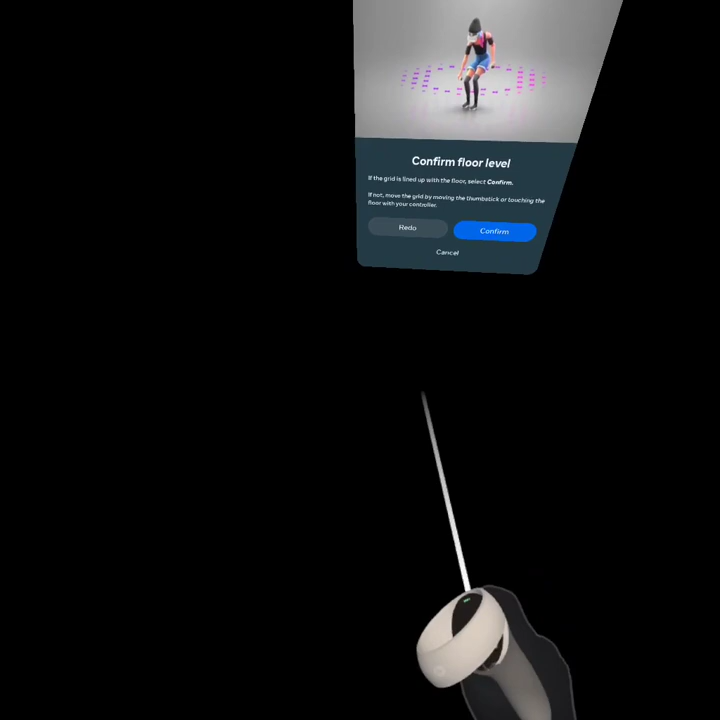 Confirm floor level
If the grid is lined up with the floor, select Confirm.
If not, move the grid by moving the thumbstick or touching the
floor with your controller.
Redo
Confirm
Cancel